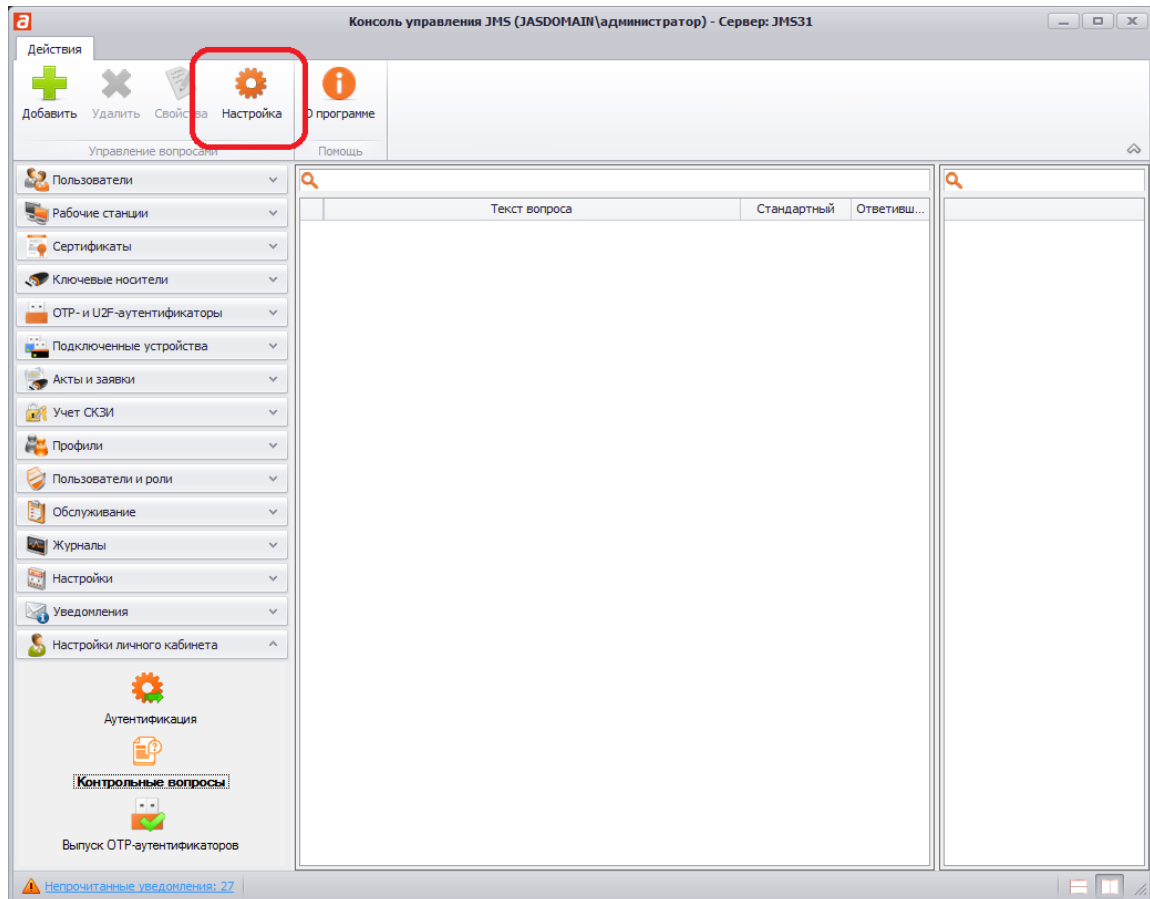 Консоль управления JMS (JASDOMAIN\администратор) - Сервер: JMS31
Действия
Добавить Удалить Свойства Настройка О программе
Управление вопросами Помощь
Пользователи
Рабочие станции
Сертификаты
Ключевые носители
OTP- и U2F-аутентификаторы
Подключенные устройства
Акты и заявки
Учет СКЗИ
Профили
Пользователи и роли
Обслуживание
Журналы
Настройки
Уведомления
Настройки личного кабинета
Аутентификация
Контрольные вопросы
Выпуск OTP-аутентификаторов
Текст вопроса Стандартный Ответивш...
Непрочитанные уведомления: 27